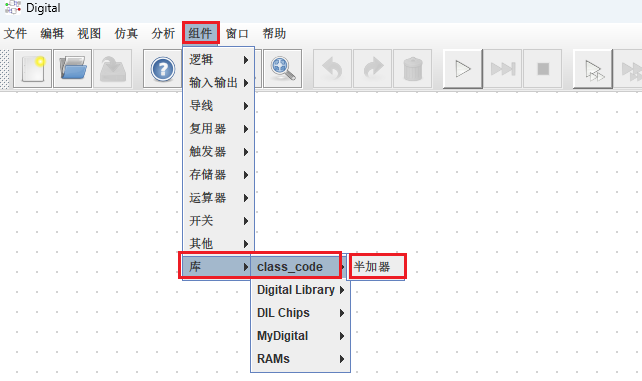 Digital
文件 编辑 视图 仿真 分析 组件 窗口 帮助
逻辑
输入输出
导线
复用器
触发器
存储器
运算器
开关
其他
库 class_code 半加器
Digital Library
DIL Chips
MyDigital
RAMs